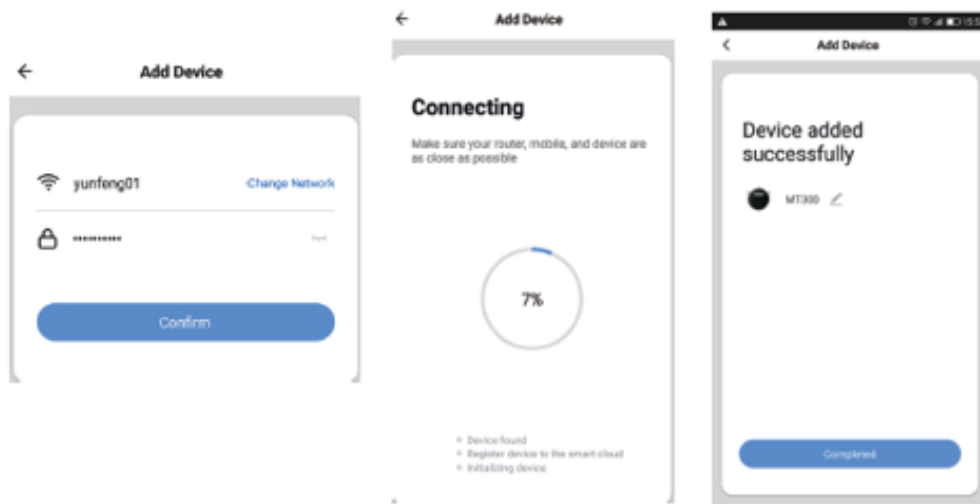 Add Device
yunfeng01
Change Network
••••••••••
Confirm
Add Device
Connecting
Make sure your router, mobile, and device are
as close as possible
7%
Device found
Register device to the smart cloud
Initializing device
Add Device
Device added
successfully
MT300
Completed